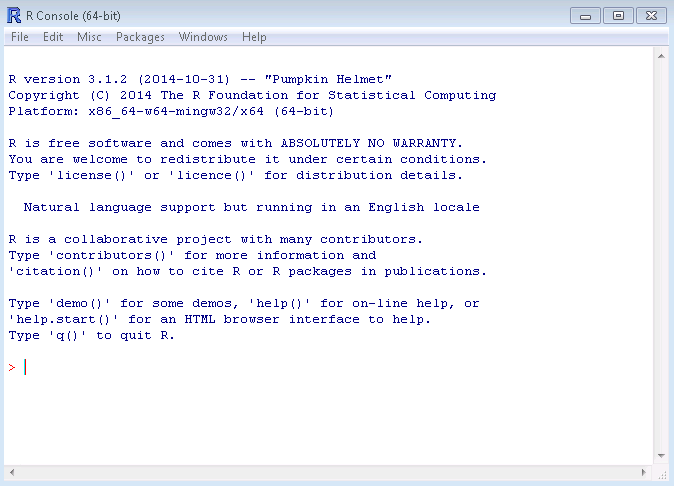 R Console (64-bit)
File Edit Misc Packages Windows Help
R version 3.1.2 (2014-10-31) -- "Pumpkin Helmet"
Copyright (C) 2014 The R Foundation for Statistical Computing
Platform: x86_64-w64-mingw32/x64 (64-bit)
R is free software and comes with ABSOLUTELY NO WARRANTY.
You are welcome to redistribute it under certain conditions.
Type 'license()' or 'licence()' for distribution details.
Natural language support but running in an English locale
R is a collaborative project with many contributors.
Type 'contributors()' for more information and
'citation()' on how to cite R or R packages in publications.
Type 'demo()' for some demos, 'help()' for on-line help, or
'help.start()' for an HTML browser interface to help.
Type 'q()' to quit R.
>